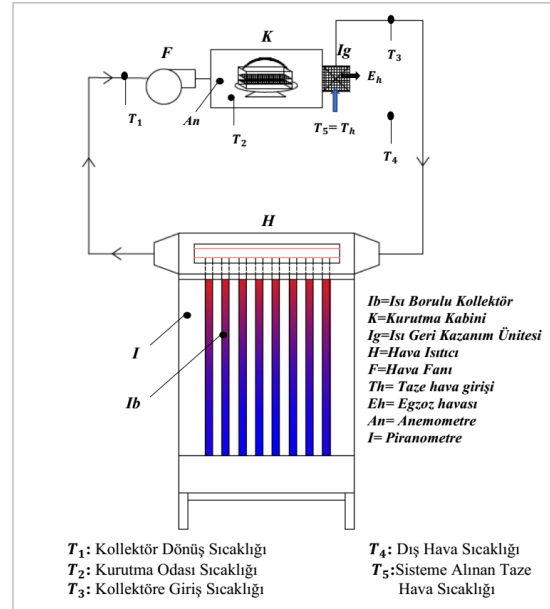 F
K
Ig
T₃
Eₕ
T₁
An
T₂
T₅= Tₕ
T₄
H
Ib=Isı Borulu Kollektör
K=Kurutma Kabini
Ig=Isı Geri Kazanım Ünitesi
H=Hava Isıtıcı
F=Hava Fanı
Th= Taze hava girişi
Eh= Egzoz havası
An= Anemometre
I= Piranometre
I
Ib
T₁: Kollektör Dönüş Sıcaklığı
T₂: Kurutma Odası Sıcaklığı
T₃: Kollektöre Giriş Sıcaklığı
T₄: Dış Hava Sıcaklığı
T₅:Sisteme Alınan Taze
Hava Sıcaklığı